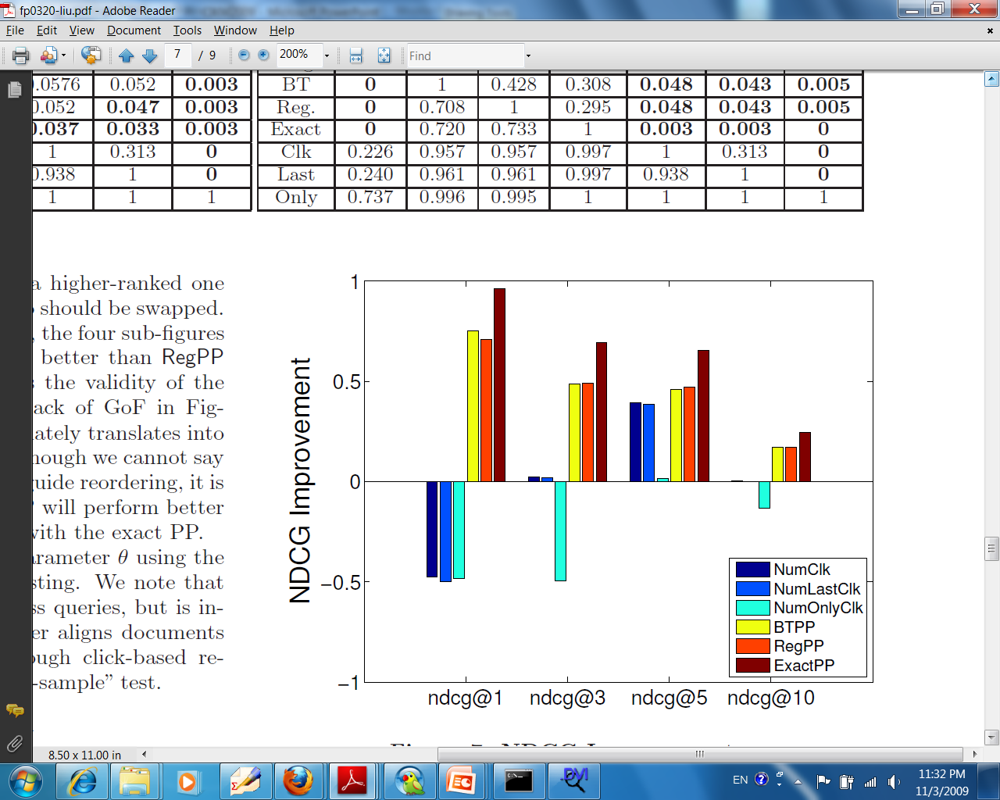 fp0320-liu.pdf - Adobe Reader
File Edit View Document Tools Window Help
7 / 9 200% Find
0.0576 0.052 0.003 BT 0 1 0.428 0.308 0.048 0.043 0.005
0.052 0.047 0.003 Reg. 0 0.708 1 0.295 0.048 0.043 0.005
0.037 0.033 0.003 Exact 0 0.720 0.733 1 0.003 0.003 0
1 0.313 0 Clk 0.226 0.957 0.957 0.997 1 0.313 0
0.938 1 0 Last 0.240 0.961 0.961 0.997 0.938 1 0
1 1 1 Only 0.737 0.996 0.995 1 1 1 1
a higher-ranked one
should be swapped.
, the four sub-figures
better than RegPP
s the validity of the
ack of GoF in Fig-
ately translates into
hough we cannot say
guide reordering, it is
will perform better
with the exact PP.
arameter θ using the
sting. We note that
ss queries, but is in-
er aligns documents
ough click-based re-
-sample” test.
NDCG Improvement
1
0.5
0
−0.5
−1
ndcg@1 ndcg@3 ndcg@5 ndcg@10
NumClk
NumLastClk
NumOnlyClk
BTPP
RegPP
ExactPP
8.50 x 11.00 in
EN
11:32 PM
11/3/2009